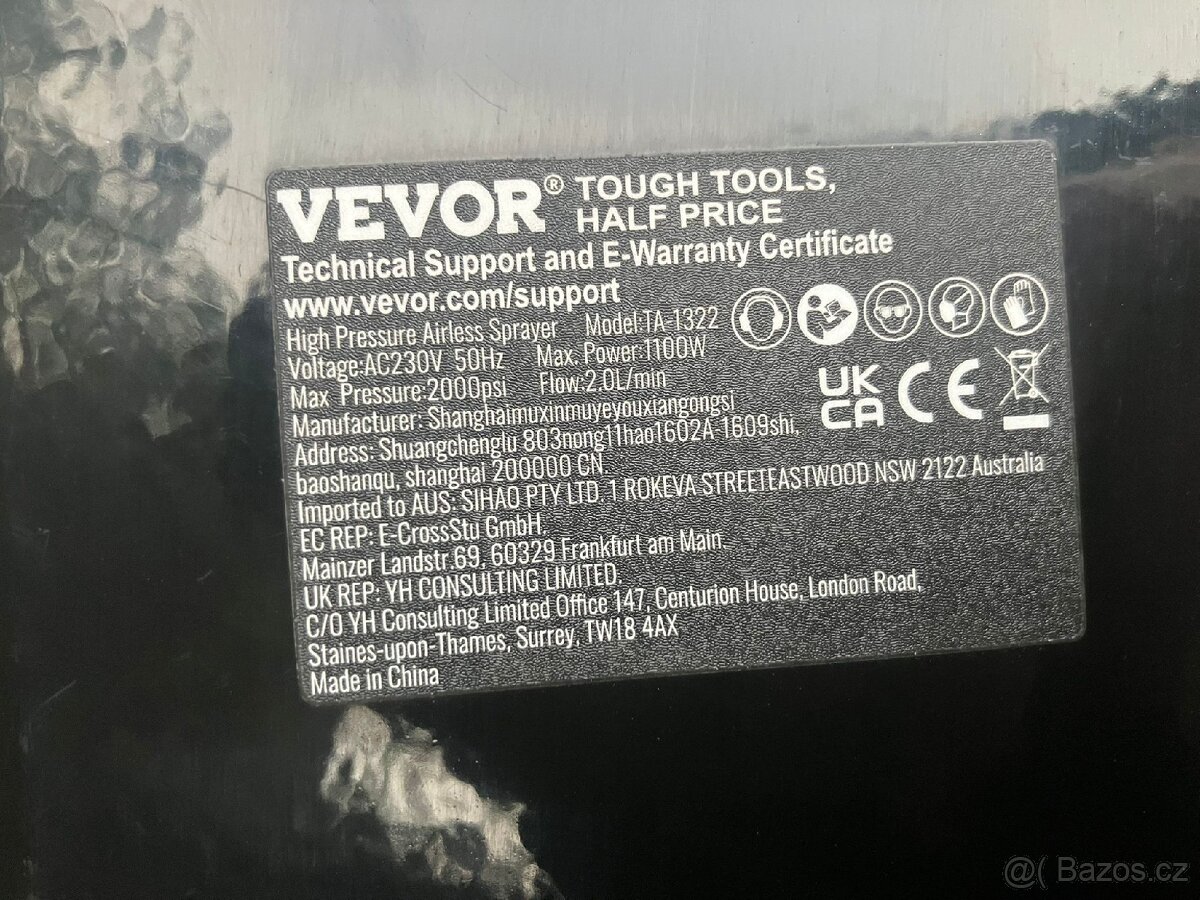 VEVOR® TOUGH TOOLS,
HALF PRICE
Technical Support and E-Warranty Certificate
www.vevor.com/support
High Pressure Airless Sprayer Model:TA-1322
Voltage:AC230V 50Hz Max. Power:1100W
Max Pressure:2000psi Flow:2.0L/min
Manufacturer: Shanghaimuxinmuyeyouxiangongsi
Address: Shuangchenglu 803nong11hao1602A 1609shi,
baoshanqu, shanghai 200000 CN.
Imported to AUS: SIHAO PTY LTD. 1 ROKEVA STREETEASTWOOD NSW 2122 Australia
EC REP: E-CrossStu GmbH.
Mainzer Landstr.69, 60329 Frankfurt am Main.
UK REP: YH CONSULTING LIMITED.
C/O YH Consulting Limited Office 147, Centurion House, London Road,
Staines-upon-Thames, Surrey, TW18 4AX
Made in China
UK
CA CE
@( Bazos.cz